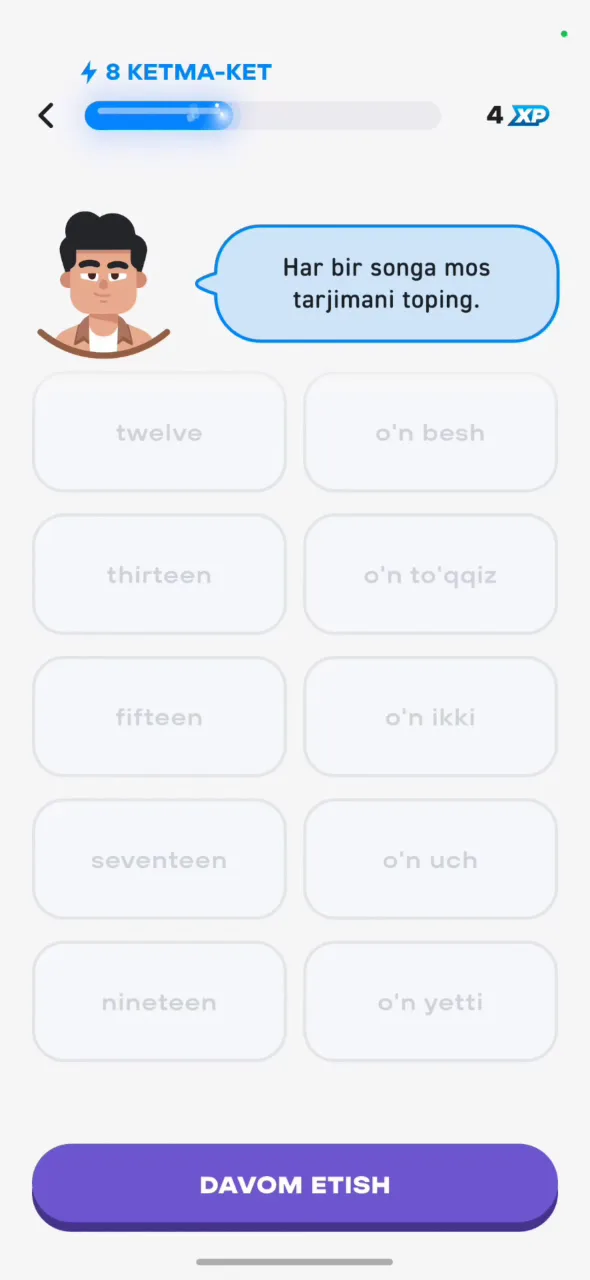 8 KETMA-KET
4 XP
Har bir songa mos
tarjimani toping.
twelve
o'n besh
thirteen
o'n to'qqiz
fifteen
o'n ikki
seventeen
o'n uch
nineteen
o'n yetti
DAVOM ETISH